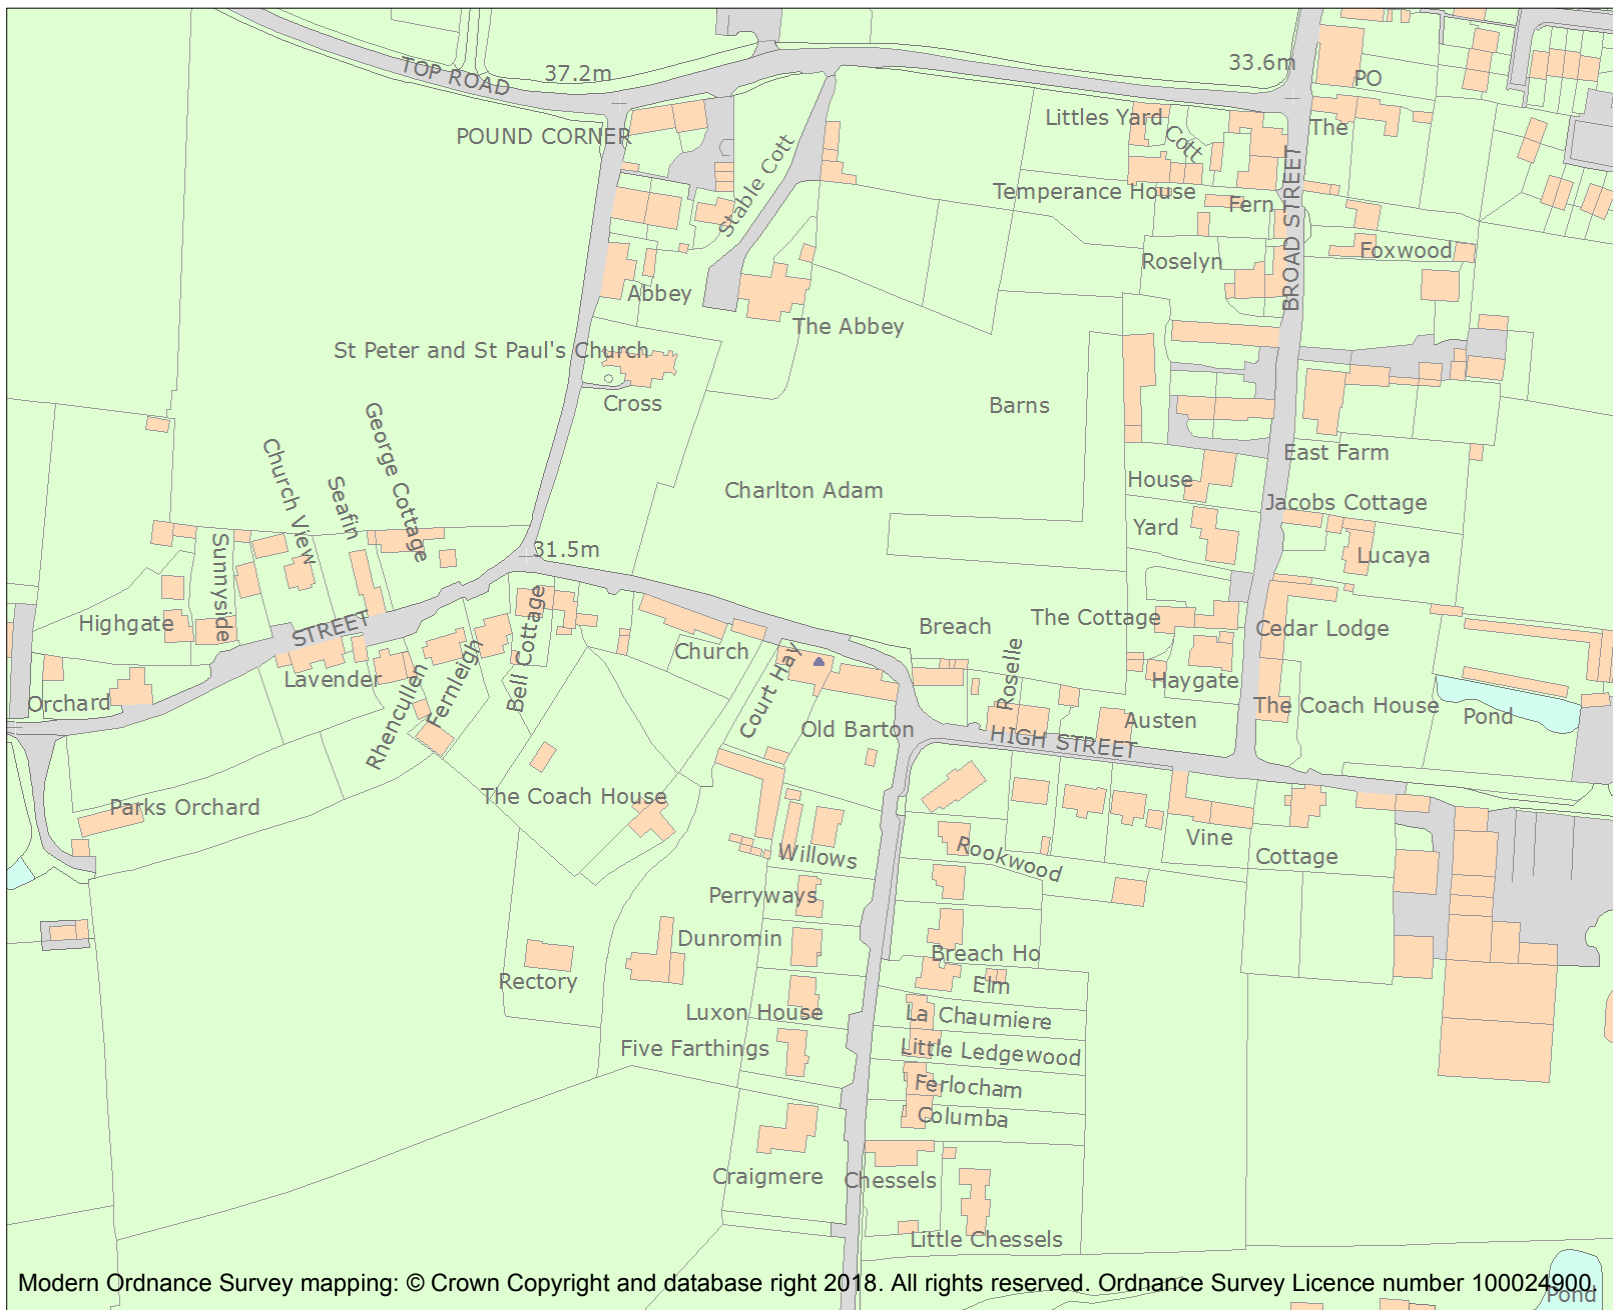 TOP ROAD
37.2m
33.6m
PO
POUND CORNER
Stable Cott
Littles Yard
Cott
The
Temperance House
Fern
BROAD STREET
Roselyn
Foxwood
Abbey
The Abbey
St Peter and St Paul's Church
Cross
Barns
George Cottage
Church View
Seafin
East Farm
House
Charlton Adam
Jacobs Cottage
Yard
31.5m
Lucaya
Sunnyside
Highgate
STREET
Bell Cottage
The Cottage
Breach
Cedar Lodge
Church
Court Hay
Roselle
Lavender
Rhencullen
Fernleigh
Haygate
Orchard
The Coach House
Pond
Austen
Old Barton
HIGH STREET
The Coach House
Parks Orchard
Vine
Willows
Rookwood
Cottage
Perryways
Dunromin
Breach Ho
Rectory
Elm
Luxon House
La Chaumiere
Five Farthings
Little Ledgewood
Ferlocham
Columba
Craigmere
Chessels
Little Chessels
Modern Ordnance Survey mapping: © Crown Copyright and database right 2018. All rights reserved. Ordnance Survey Licence number 100024900.
Pond